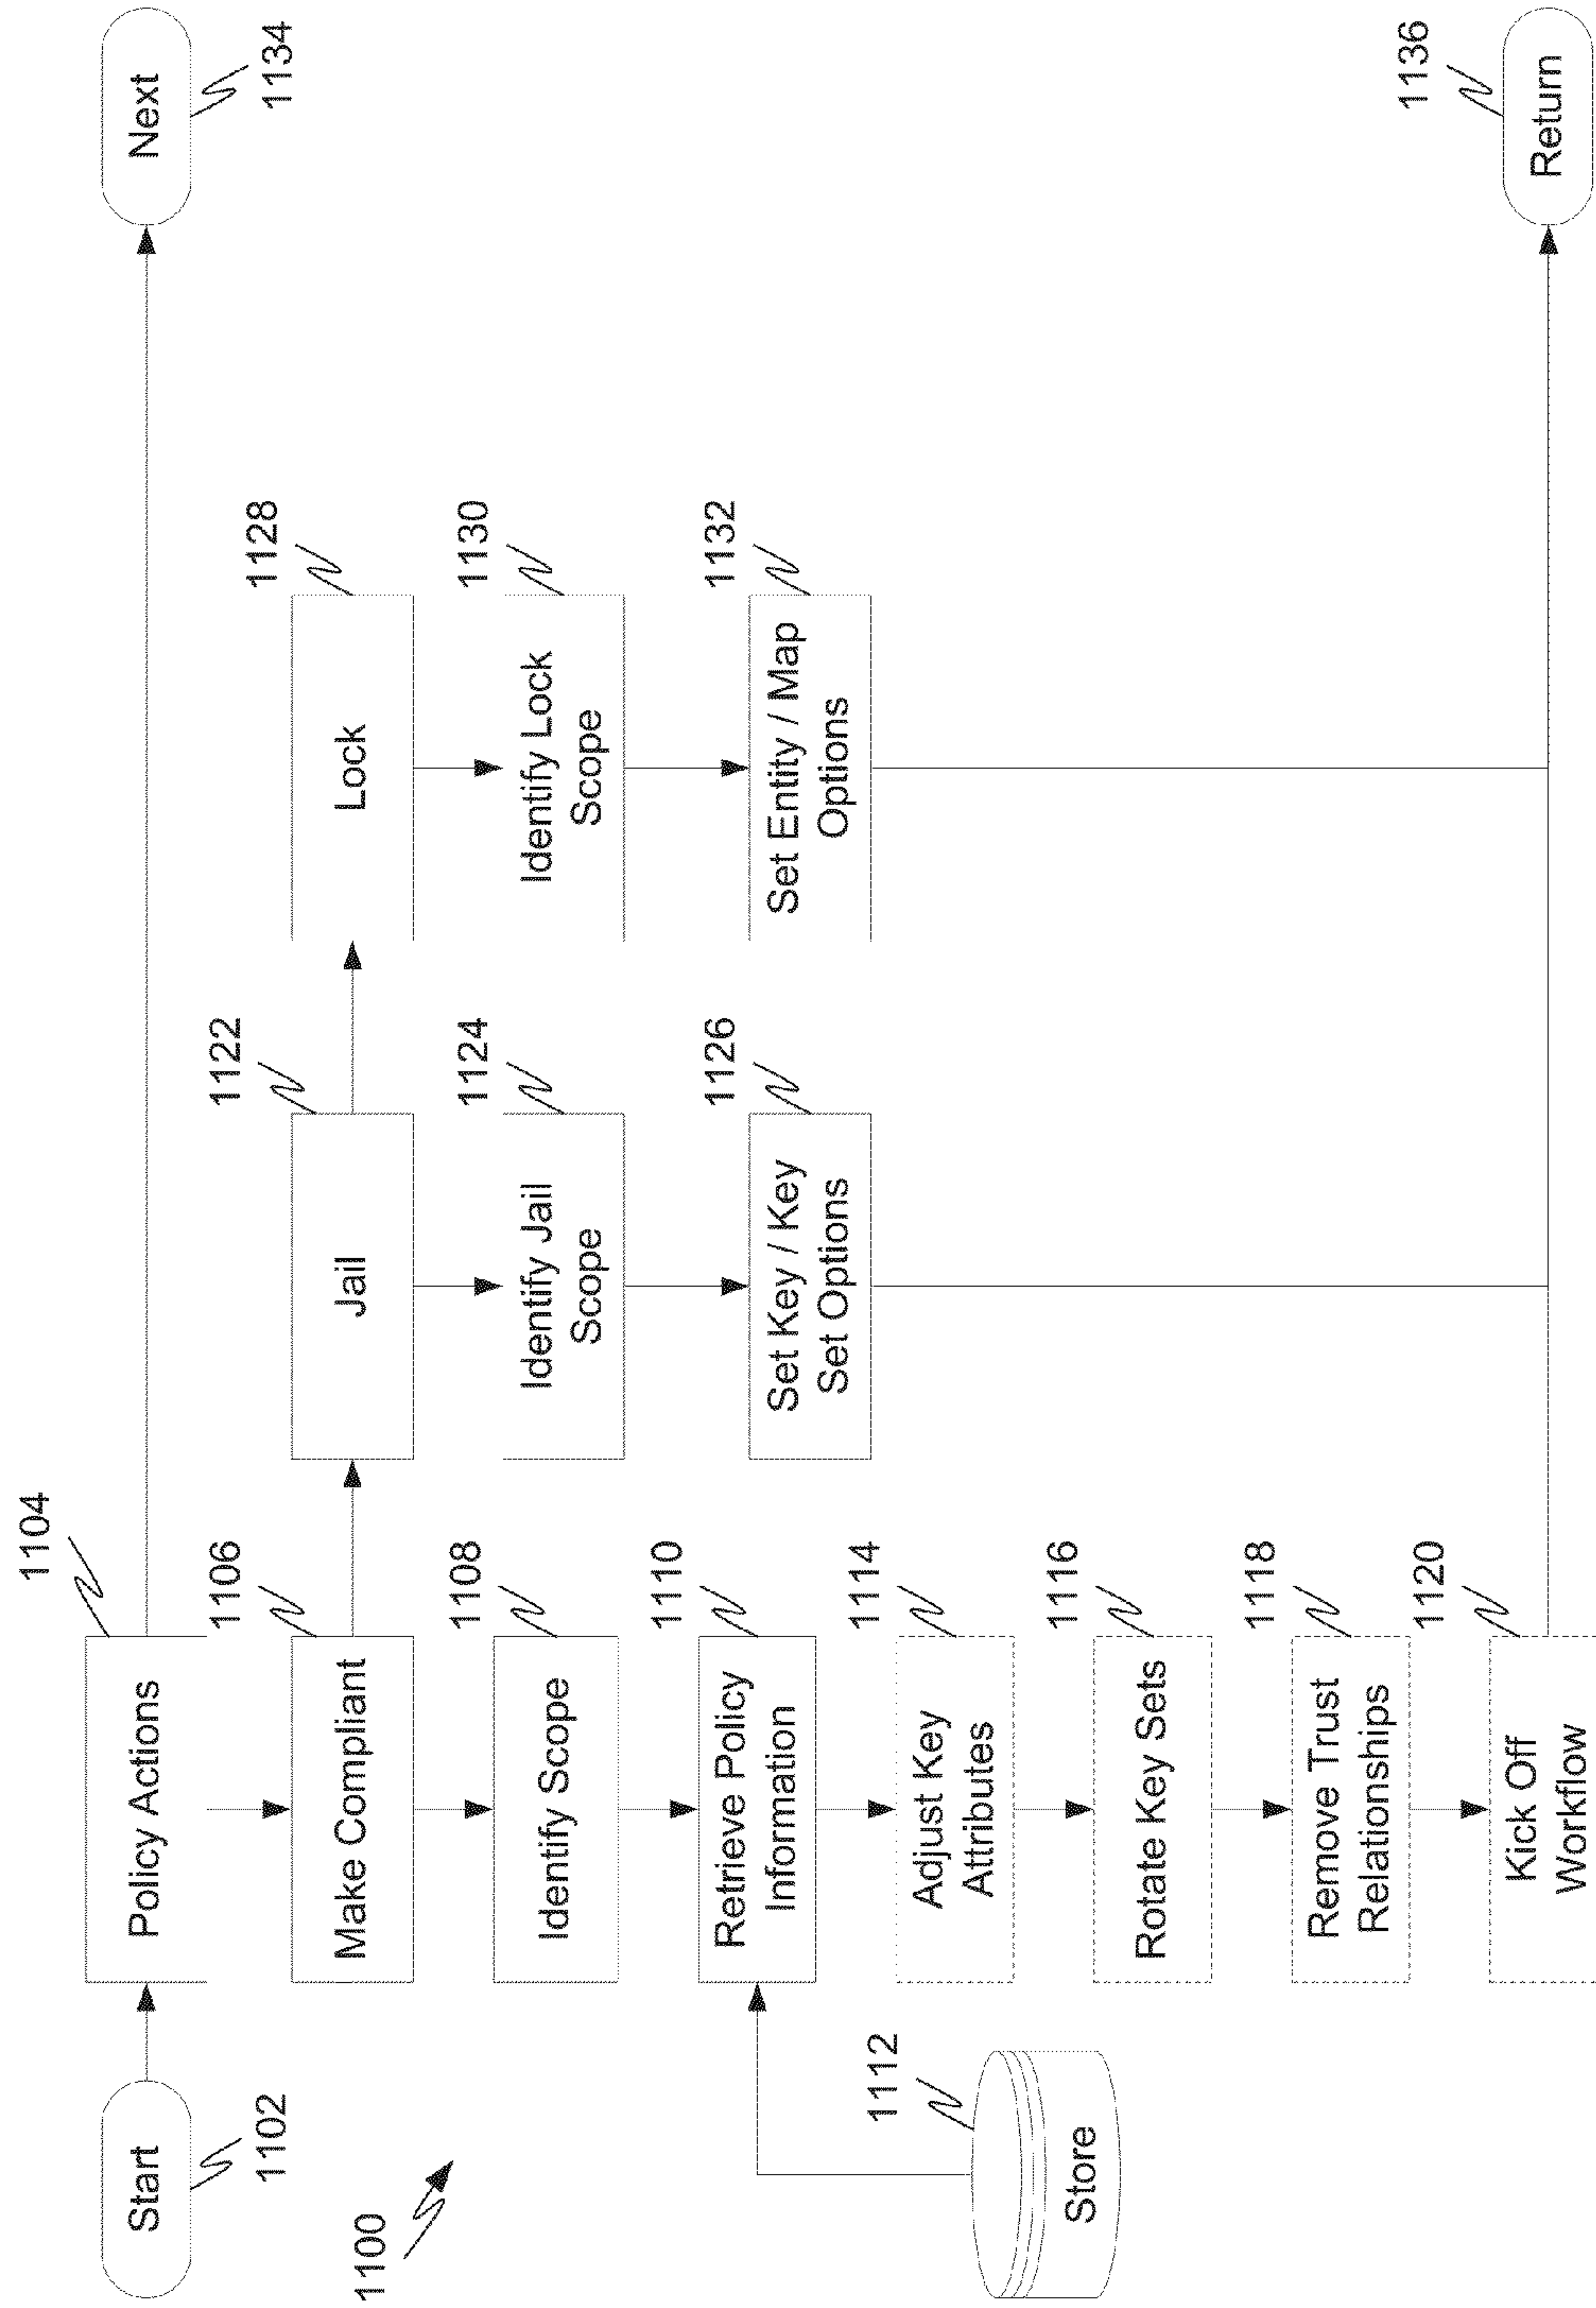 1100
Start
1102
Policy Actions
1104
Next
1134
Make Compliant
1106
Jail
1122
Lock
1128
Identify Scope
1108
Identify Jail
Scope
1124
Identify Lock
Scope
1130
Retrieve Policy
Information
1110
Set Key / Key
Set Options
1126
Set Entity / Map
Options
1132
Store
1112
Adjust Key
Attributes
1114
Rotate Key Sets
1116
Remove Trust
Relationships
1118
Kick Off
Workflow
1120
Return
1136